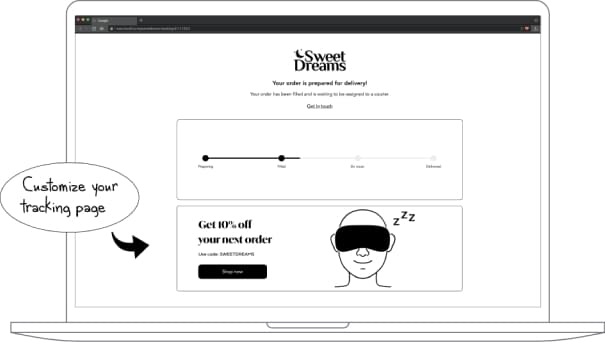 Google
Sweet
Dreams
Your order is prepared for delivery!
Your order has been filled and is waiting to be assigned to a courier.
Get in touch
Preparing
Filled
Delivered
Customize your
tracking page
Get 10% off
your next order
Use code: SWEETDREAMS
Shop now
zzz